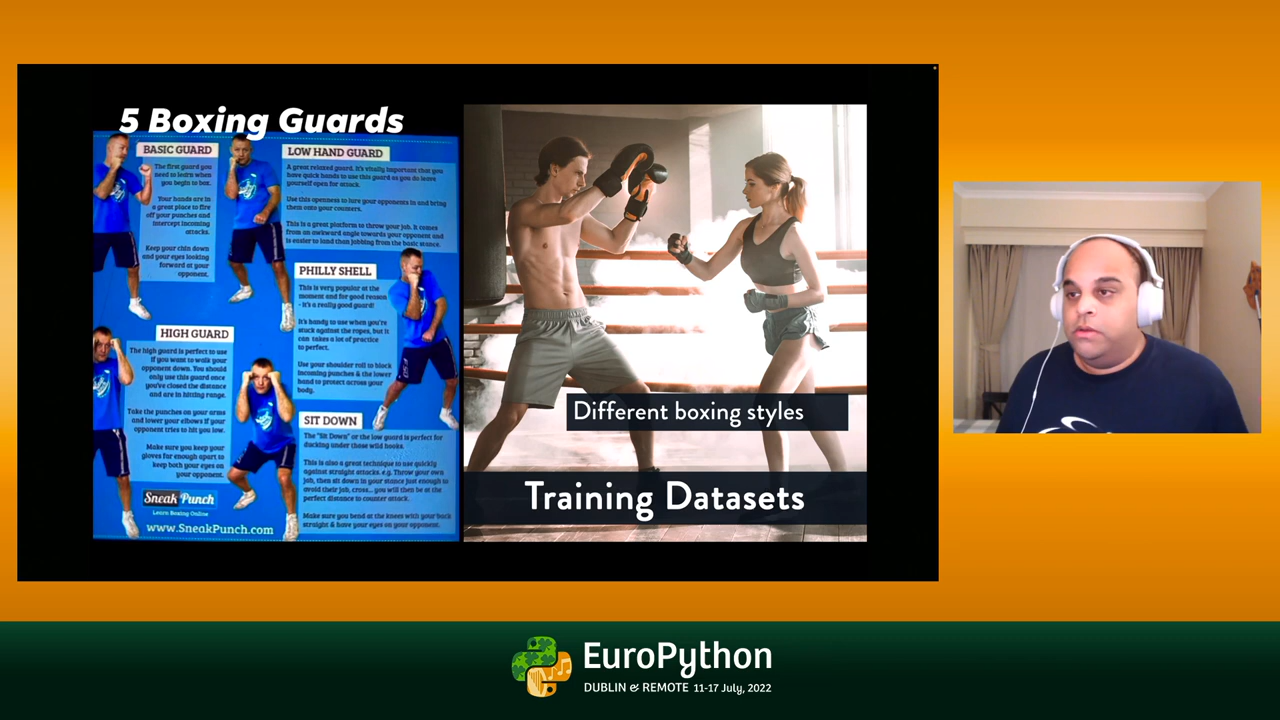 5 Boxing Guards
BASIC GUARD
The first guard you
need to learn when
you begin to box.
Your hands are in
a great place to fire
off your punches and
intercept incoming
attacks.
Keep your chin down
and your eyes looking
forward at your
opponent.
LOW HAND GUARD
A great relaxed guard. It's vitally important that you
have quick hands to use this guard as you do leave
yourself open for attack.
Use this openness to lure your opponents in and bring
them onto your counters.
This is a great platform to throw your jab. It comes
from an awkward angle towards your opponent and
is easier to land than jabbing from the basic stance.
PHILLY SHELL
This is very popular at the
moment and for good reason
- it's a really good guard!
It's handy to use when you're
stuck against the ropes, but it
can takes a lot of practice
to perfect.
Use your shoulder roll to block
incoming punches & the lower
hand to protect across your
body.
HIGH GUARD
The high guard is perfect to use
if you want to walk your
opponent down. You should
only use this guard once
you've closed the distance
and are in hitting range.
Take the punches on your arms
and lower your elbows if your
opponent tries to hit you low.
Make sure you keep your
gloves far enough apart to
keep both your eyes on
your opponent.
SIT DOWN
The "Sit Down" or the low guard is perfect for
ducking under those wild hooks.
This is also a great technique to use quickly
against straight attacks. e.g. Throw your own
jab, then sit down in your stance just enough to
avoid their jab, cross... you will then be at the
perfect distance to counter attack.
Make sure you bend at the knees with your back
straight & have your eyes on your opponent.
Sneak Punch
Learn Boxing Online
www.SneakPunch.com
Different boxing styles
Training Datasets
EuroPython
DUBLIN & REMOTE 11-17 July, 2022